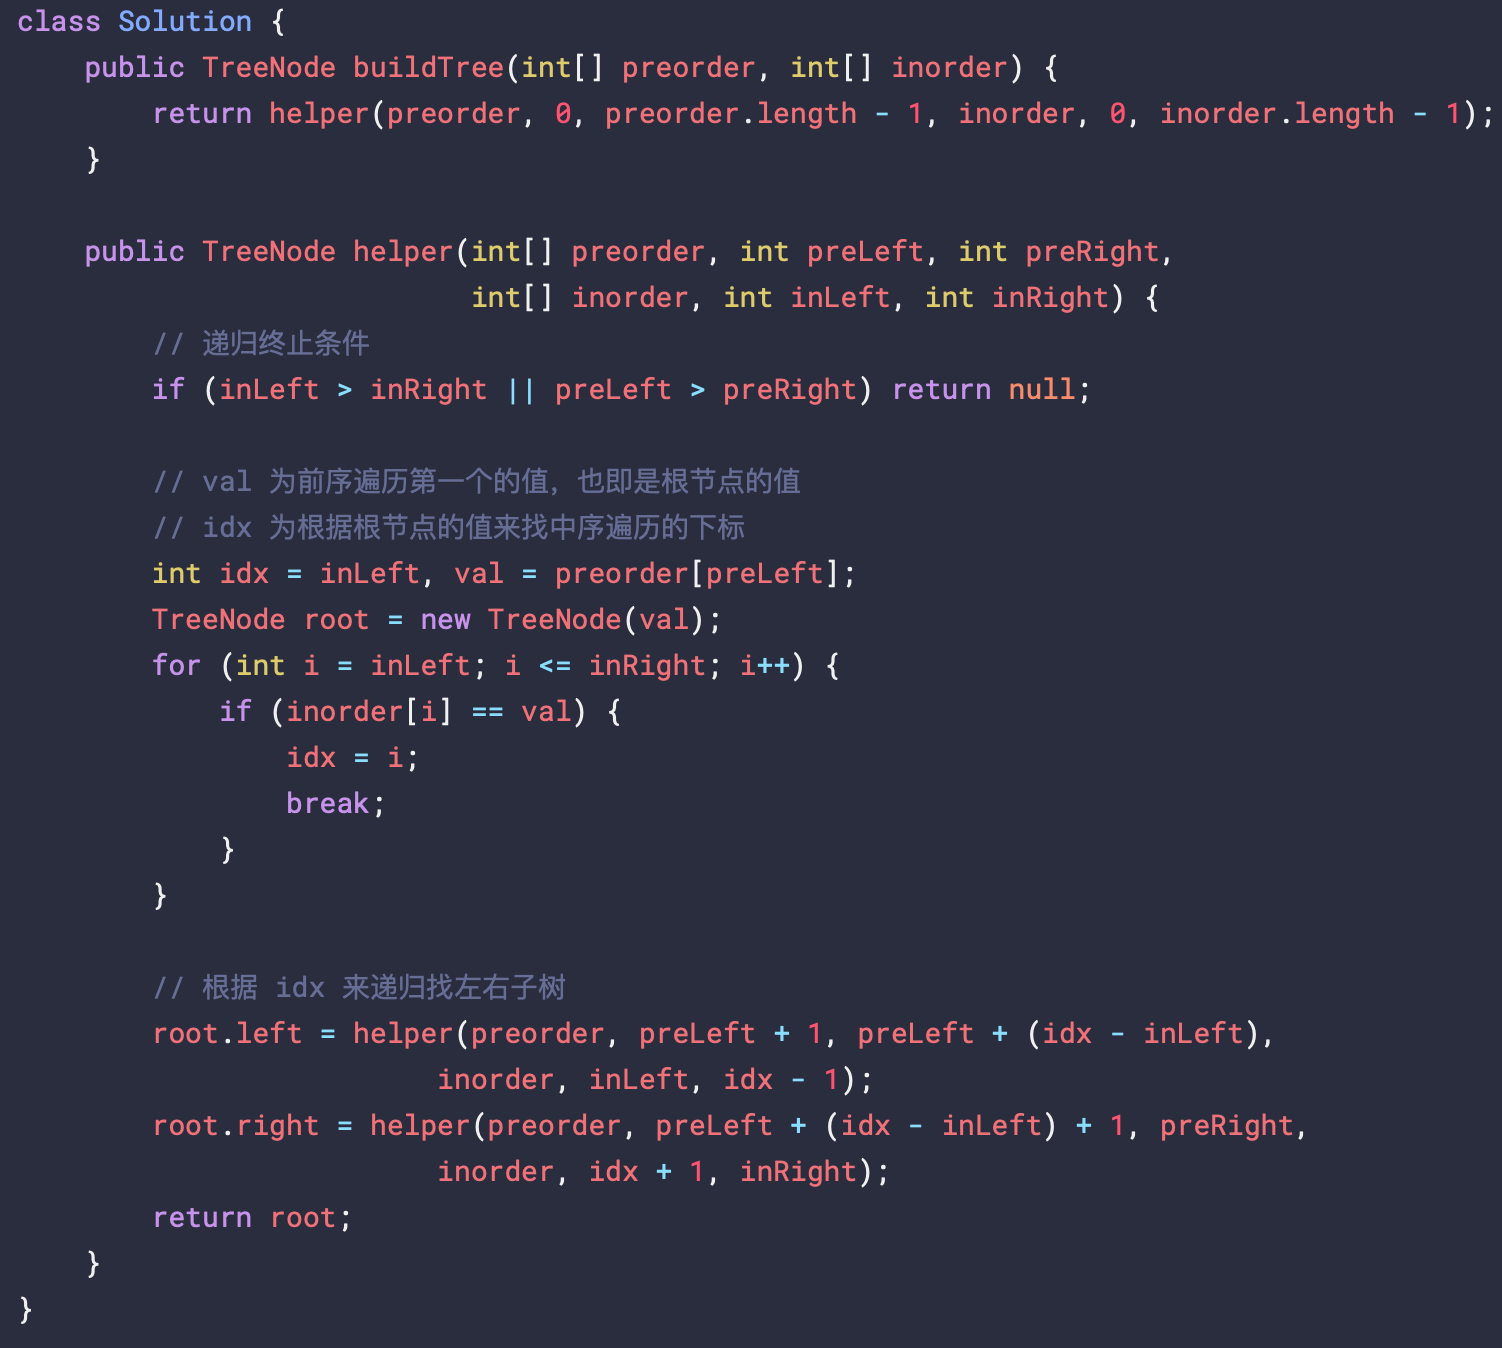 class Solution {
    public TreeNode buildTree(int[] preorder, int[] inorder) {
        return helper(preorder, 0, preorder.length - 1, inorder, 0, inorder.length - 1);
    }

    public TreeNode helper(int[] preorder, int preLeft, int preRight,
                           int[] inorder, int inLeft, int inRight) {
        // 递归终止条件
        if (inLeft > inRight || preLeft > preRight) return null;

        // val 为前序遍历第一个的值，也即是根节点的值
        // idx 为根据根节点的值来找中序遍历的下标
        int idx = inLeft, val = preorder[preLeft];
        TreeNode root = new TreeNode(val);
        for (int i = inLeft; i <= inRight; i++) {
            if (inorder[i] == val) {
                idx = i;
                break;
            }
        }

        // 根据 idx 来递归找左右子树
        root.left = helper(preorder, preLeft + 1, preLeft + (idx - inLeft),
                         inorder, inLeft, idx - 1);
        root.right = helper(preorder, preLeft + (idx - inLeft) + 1, preRight,
                         inorder, idx + 1, inRight);
        return root;
    }
}